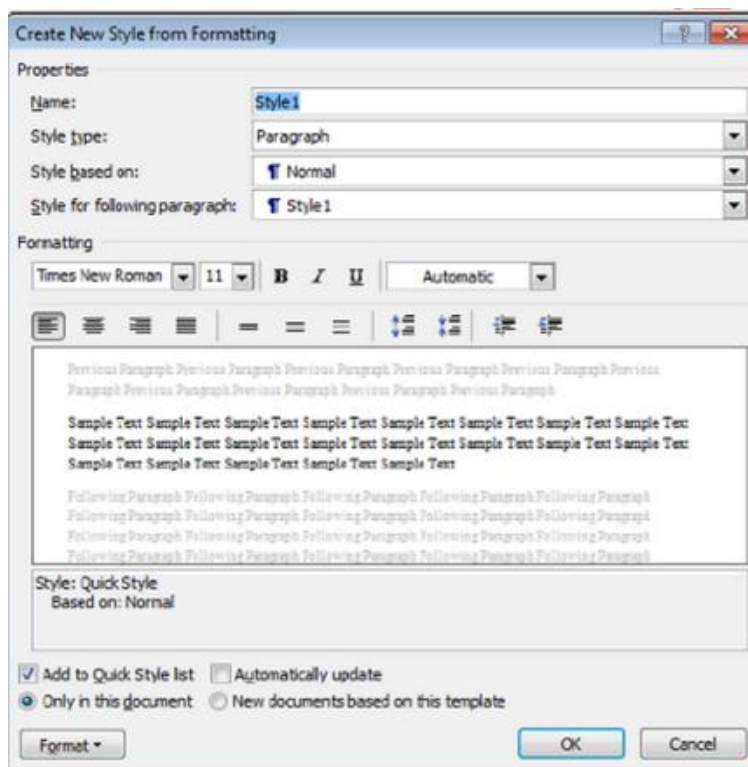 Create New Style from Formatting
Properties
Name: Style1
Style type: Paragraph
Style based on: ¶ Normal
Style for following paragraph: ¶ Style1
Formatting
Times New Roman 11 B I U Automatic
Previous Paragraph Previous Paragraph Previous Paragraph Previous Paragraph Previous Paragraph Previous
Paragraph Previous Paragraph Previous Paragraph Previous Paragraph Previous Paragraph
Sample Text Sample Text Sample Text Sample Text Sample Text Sample Text Sample Text Sample Text
Sample Text Sample Text Sample Text Sample Text Sample Text Sample Text Sample Text Sample Text
Sample Text Sample Text Sample Text Sample Text Sample Text
Following Paragraph Following Paragraph Following Paragraph Following Paragraph Following Paragraph
Following Paragraph Following Paragraph Following Paragraph Following Paragraph
Following Paragraph Following Paragraph Following Paragraph Following Paragraph
Following Paragraph Following Paragraph Following Paragraph Following Paragraph
Style: Quick Style
Based on: Normal
Add to Quick Style list Automatically update
Only in this document New documents based on this template
Format OK Cancel